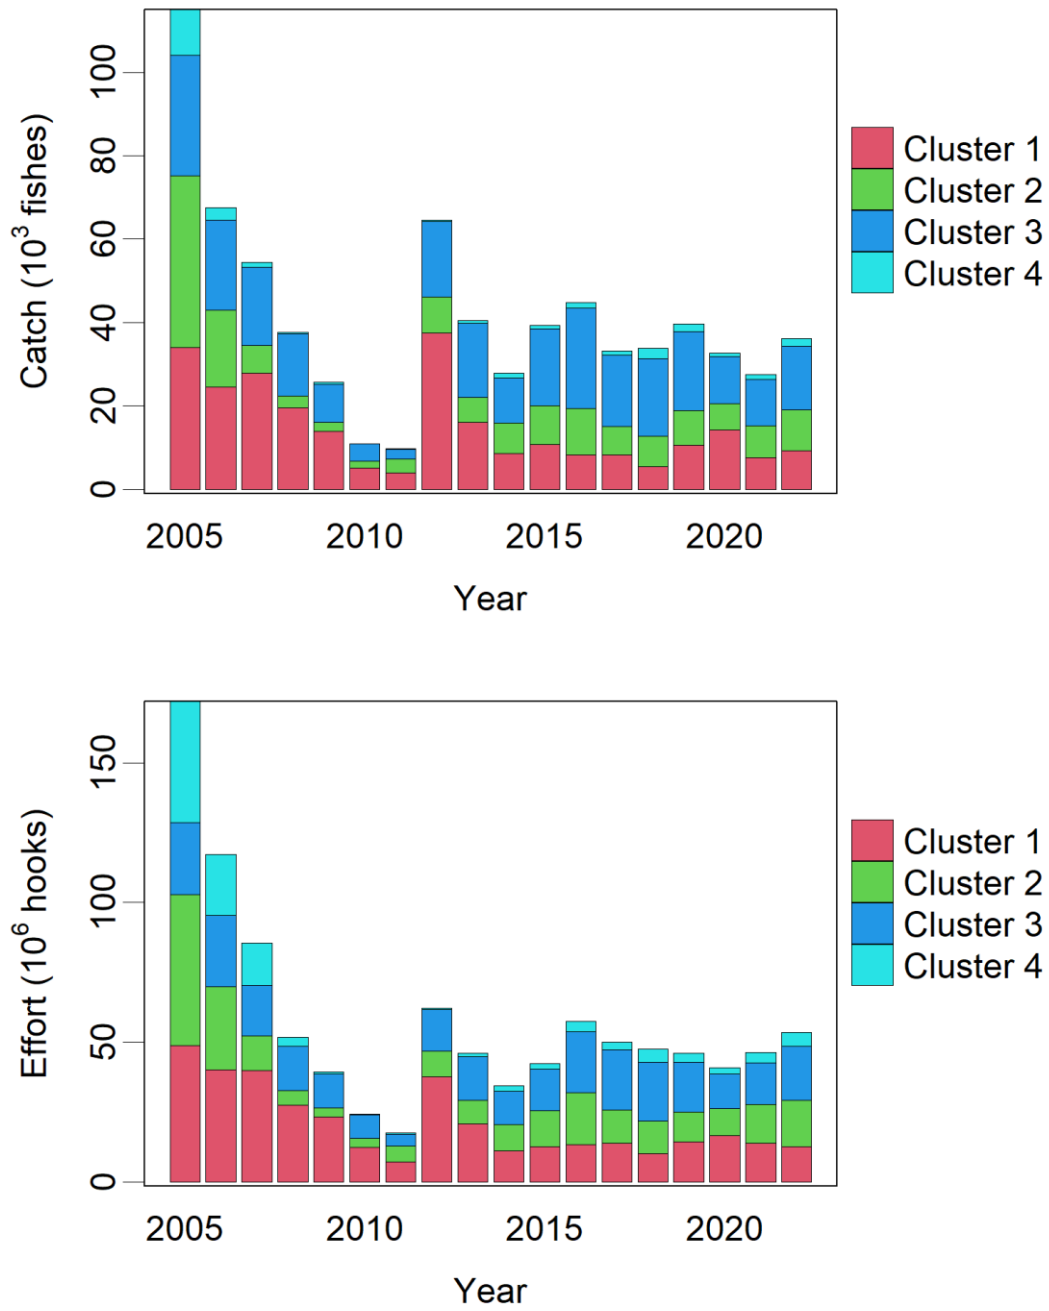 Catch (10³ fishes)
100
80
60
40
20
0
2005 2010 2015 2020
Year
Cluster 1
Cluster 2
Cluster 3
Cluster 4
Effort (10⁶ hooks)
150
100
50
0
2005 2010 2015 2020
Year
Cluster 1
Cluster 2
Cluster 3
Cluster 4